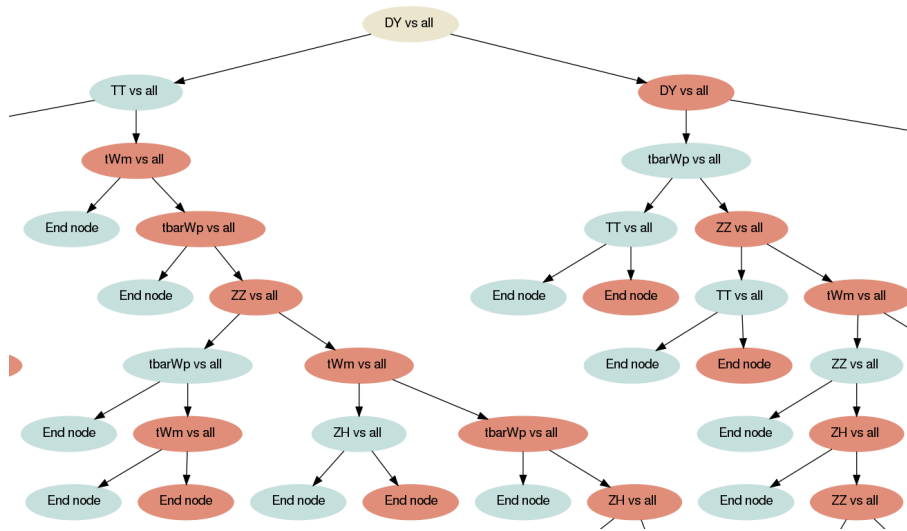 DY vs all
TT vs all
DY vs all
tWm vs all
tbarWp vs all
End node
tbarWp vs all
TT vs all
ZZ vs all
End node
ZZ vs all
End node
End node
TT vs all
tWm vs all
tbarWp vs all
tWm vs all
End node
End node
ZZ vs all
End node
tWm vs all
ZH vs all
tbarWp vs all
End node
ZH vs all
End node
End node
End node
End node
End node
ZH vs all
End node
ZZ vs all